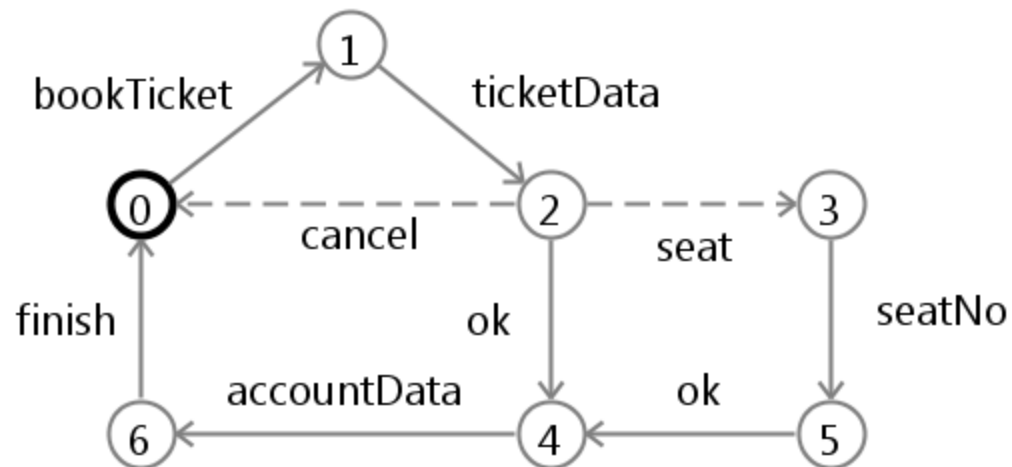 1
bookTicket
ticketData
0
2
3
cancel
seat
finish
ok
seatNo
accountData
ok
6
4
5